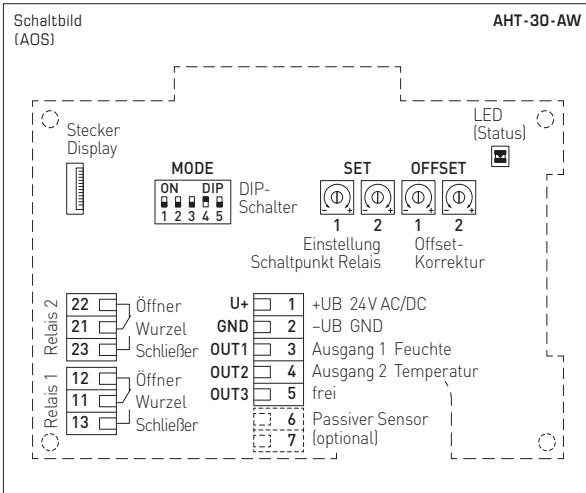 Schaltbild
(AOS)
AHT-30-AW
Stecker
Display
LED
(Status)
MODE
ON DIP
1 2 3 4 5
DIP-
Schalter
SET OFFSET
- + - + - + - +
1 2 1 2
Einstellung
Schaltpunkt Relais
Offset-
Korrektur
Relais 2
22 Öffner
21 Wurzel
23 Schließer
Relais 1
12 Öffner
11 Wurzel
13 Schließer
U+ 1 +UB 24V AC/DC
GND 2 –UB GND
OUT1 3 Ausgang 1 Feuchte
OUT2 4 Ausgang 2 Temperatur
OUT3 5 frei
6 Passiver Sensor
7 (optional)